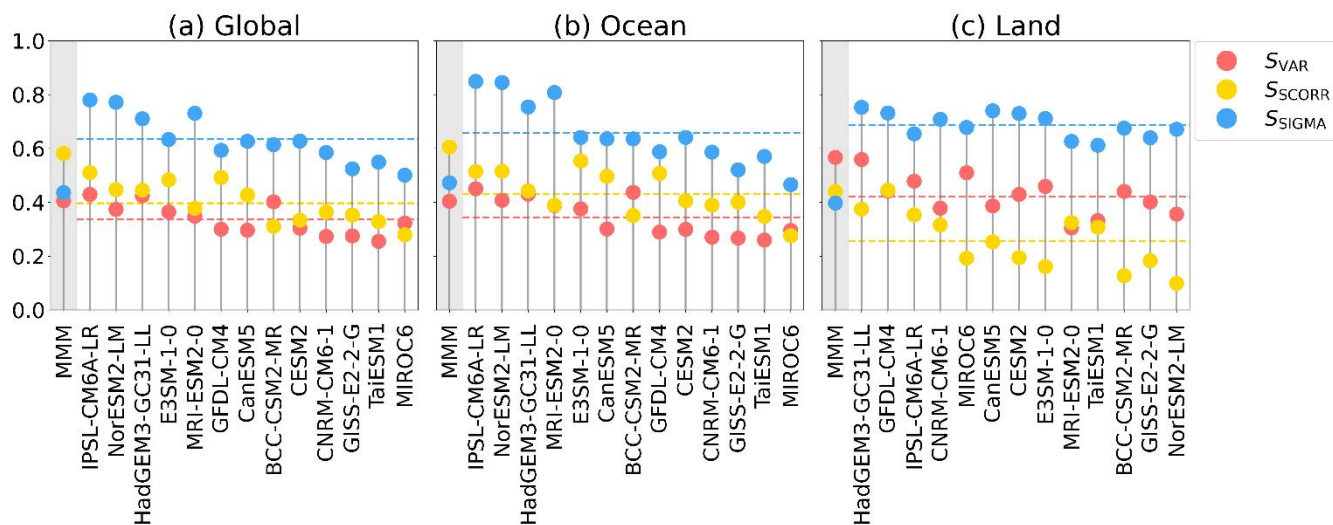 (a) Global
(b) Ocean
(c) Land
1.0
0.8
0.6
0.4
0.2
0.0
S_VAR
S_SCORR
S_SIGMA
MMM
IPSL-CM6A-LR
NorESM2-LM
HadGEM3-GC31-LL
E3SM-1-0
MRI-ESM2-0
GFDL-CM4
CanESM5
BCC-CSM2-MR
CESM2
CNRM-CM6-1
GISS-E2-2-G
TaiESM1
MIROC6
MMM
IPSL-CM6A-LR
NorESM2-LM
HadGEM3-GC31-LL
MRI-ESM2-0
E3SM-1-0
CanESM5
BCC-CSM2-MR
GFDL-CM4
CESM2
CNRM-CM6-1
GISS-E2-2-G
TaiESM1
MIROC6
MMM
HadGEM3-GC31-LL
GFDL-CM4
IPSL-CM6A-LR
CNRM-CM6-1
MIROC6
CanESM5
CESM2
E3SM-1-0
MRI-ESM2-0
TaiESM1
BCC-CSM2-MR
GISS-E2-2-G
NorESM2-LM